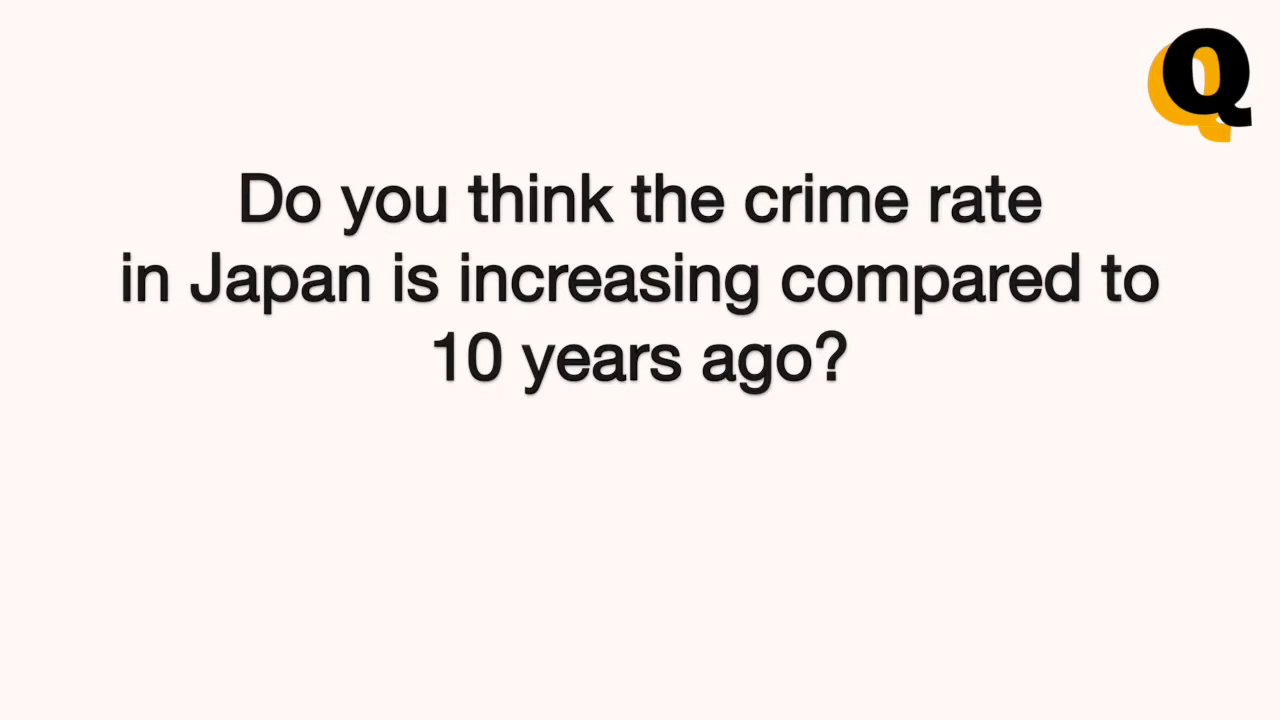 Q
Do you think the crime rate
in Japan is increasing compared to
10 years ago?